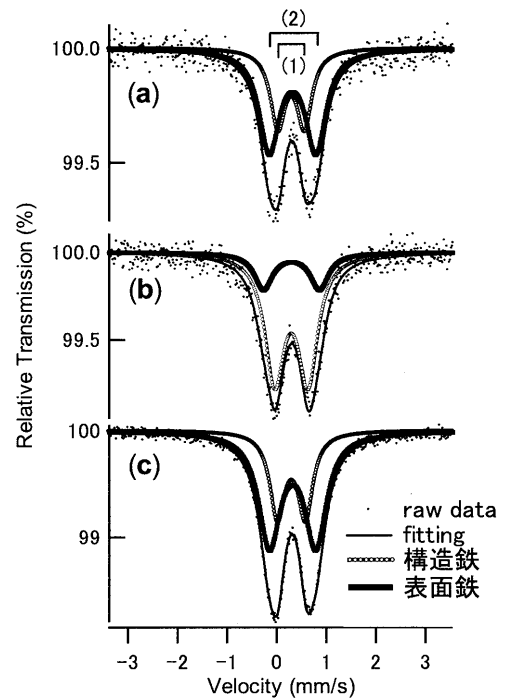 (2)
(1)
100.0
(a)
99.5
100.0
(b)
99.5
100
(c)
99
Relative Transmission (%)
raw data
fitting
構造鉄
表面鉄
-3 -2 -1 0 1 2 3
Velocity (mm/s)